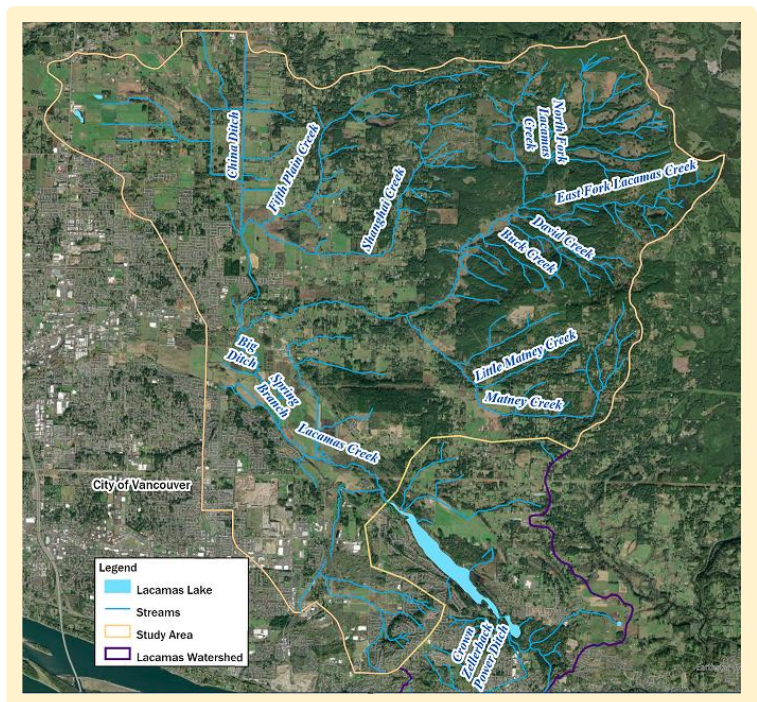 China Ditch
Fifth Plain Creek
Shanghai Creek
North Fork
Lacamas
Creek
East Fork Lacamas Creek
David Creek
Buck Creek
Big
Ditch
Spring
Branch
Little Matney Creek
Matney Creek
Lacamas Creek
City of Vancouver
Crown
Zellerback
Power Ditch
Legend
Lacamas Lake
Streams
Study Area
Lacamas Watershed